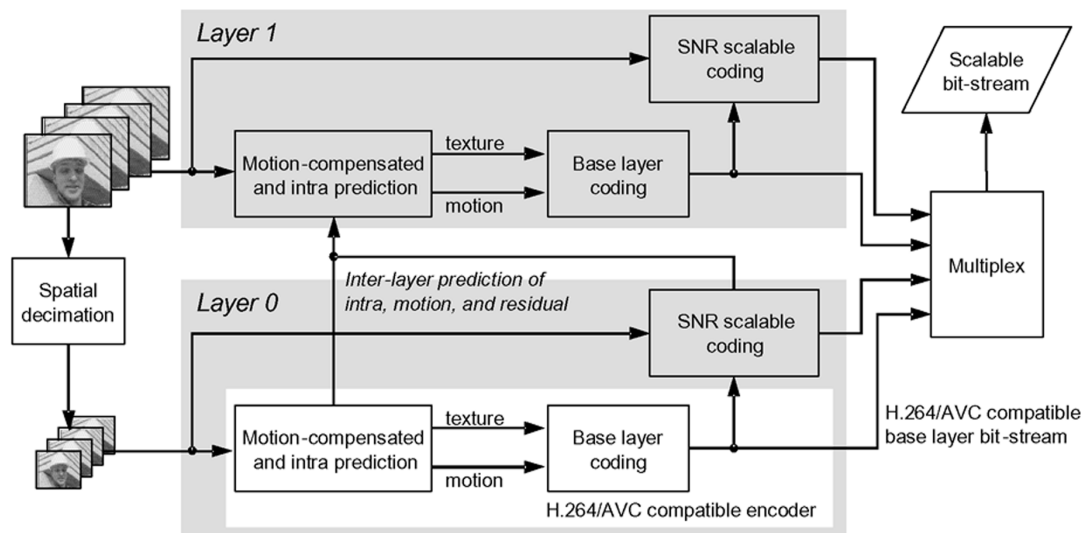 Layer 1
SNR scalable
coding
Scalable
bit-stream
Motion-compensated
and intra prediction
texture
motion
Base layer
coding
Multiplex
Spatial
decimation
Inter-layer prediction of
intra, motion, and residual
Layer 0
SNR scalable
coding
Motion-compensated
and intra prediction
texture
motion
Base layer
coding
H.264/AVC compatible
base layer bit-stream
H.264/AVC compatible encoder